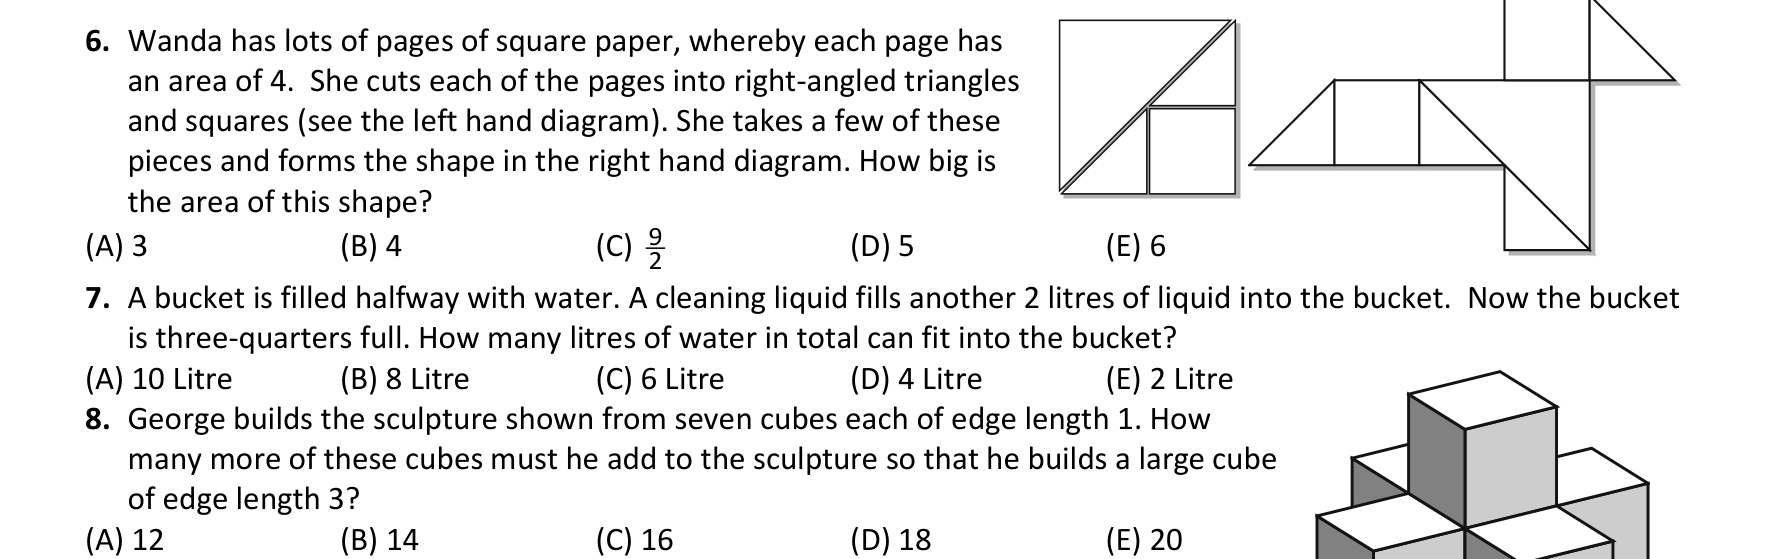 6. Wanda has lots of pages of square paper, whereby each page has
an area of 4. She cuts each of the pages into right-angled triangles
and squares (see the left hand diagram). She takes a few of these
pieces and forms the shape in the right hand diagram. How big is
the area of this shape?
(A) 3 (B) 4 (C) 9/2 (D) 5 (E) 6
7. A bucket is filled halfway with water. A cleaning liquid fills another 2 litres of liquid into the bucket. Now the bucket
is three-quarters full. How many litres of water in total can fit into the bucket?
(A) 10 Litre (B) 8 Litre (C) 6 Litre (D) 4 Litre (E) 2 Litre
8. George builds the sculpture shown from seven cubes each of edge length 1. How
many more of these cubes must he add to the sculpture so that he builds a large cube
of edge length 3?
(A) 12 (B) 14 (C) 16 (D) 18 (E) 20